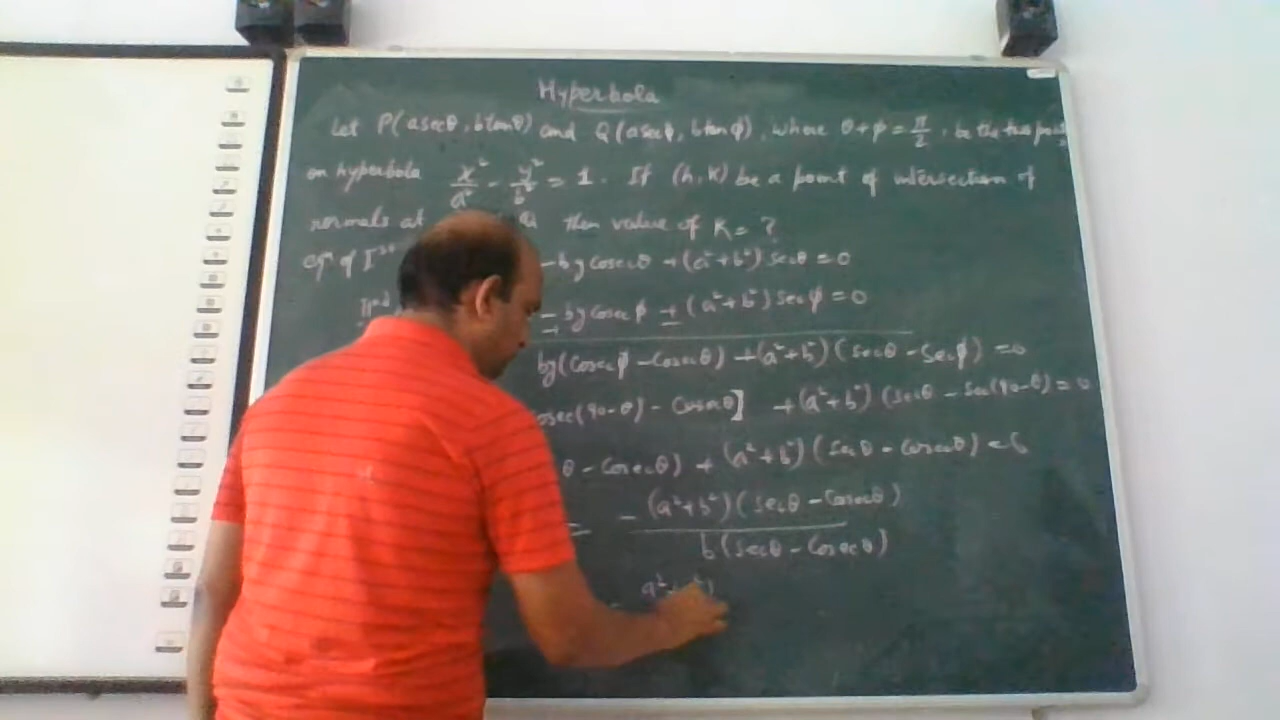 Hyperbola
Let P(a secθ, b tanθ) and Q(a secφ, b tanφ), where θ+φ = π/2, be the two point
on hyperbola x²/a² - y²/b² = 1. If (h, k) be a point of intersection of
normals at Q then value of K = ?
of Ist - by cosecθ + (a²+b²) secθ = 0
IInd - by cosecφ + (a²+b²) secφ = 0
by(cosecφ - cosecθ) + (a²+b²)(secθ - secφ) = 0
osec(90-θ) - cosecθ] + (a²+b²)(secθ - sec(90-θ) = 0
θ - cosecθ) + (a²+b²)(secθ - cosecθ) = 0
= -(a²+b²)(secθ - cosecθ) / b(secθ - cosecθ)
a²+